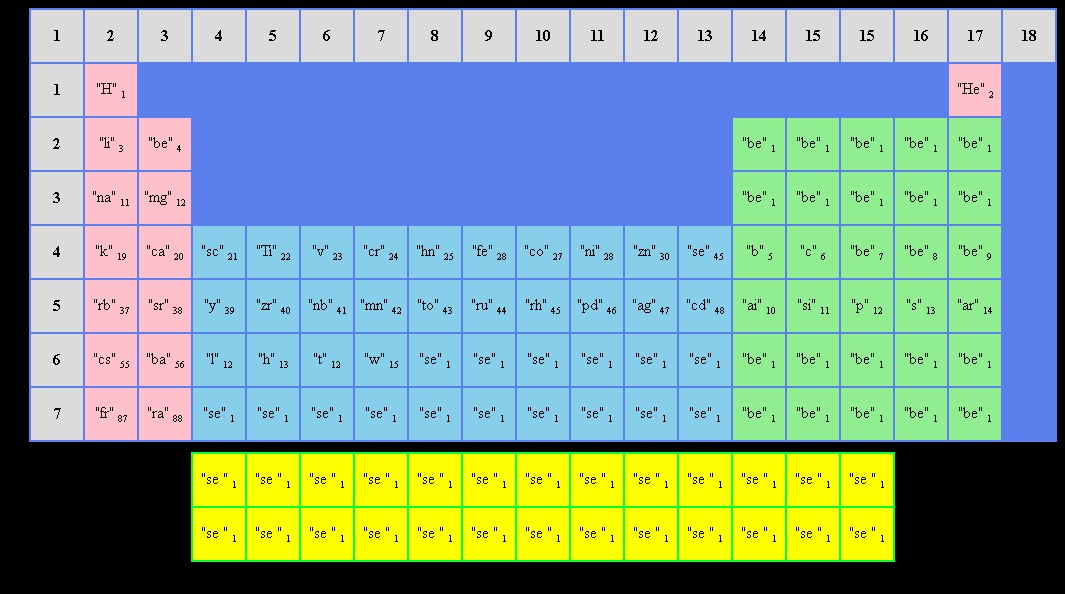 1 2 3 4 5 6 7 8 9 10 11 12 13 14 15 15 16 17 18
1 "H" 1 "He" 2
2 "li" 3 "be" 4 "be" 1 "be" 1 "be" 1 "be" 1 "be" 1
3 "na" 11 "mg" 12 "be" 1 "be" 1 "be" 1 "be" 1 "be" 1
4 "k" 19 "ca" 20 "sc" 21 "Ti" 22 "v" 23 "cr" 24 "hn" 25 "fe" 28 "co" 27 "ni" 28 "zn" 30 "se" 45 "b" 5 "c" 6 "be" 7 "be" 8 "be" 9
5 "rb" 37 "sr" 38 "y" 39 "zr" 40 "nb" 41 "mn" 42 "to" 43 "ru" 44 "rh" 45 "pd" 46 "ag" 47 "cd" 48 "ai" 10 "si" 11 "p" 12 "s" 13 "ar" 14
6 "cs" 55 "ba" 56 "l" 12 "h" 13 "t" 12 "w" 15 "se" 1 "se" 1 "se" 1 "se" 1 "se" 1 "se" 1 "be" 1 "be" 1 "be" 1 "be" 1 "be" 1
7 "fr" 87 "ra" 88 "se" 1 "se" 1 "se" 1 "se" 1 "se" 1 "se" 1 "se" 1 "se" 1 "se" 1 "se" 1 "be" 1 "be" 1 "be" 1 "be" 1 "be" 1
"se " 1 "se " 1 "se " 1 "se " 1 "se " 1 "se " 1 "se " 1 "se " 1 "se " 1 "se " 1 "se " 1 "se " 1 "se " 1
"se " 1 "se " 1 "se " 1 "se " 1 "se " 1 "se " 1 "se " 1 "se " 1 "se " 1 "se " 1 "se " 1 "se " 1 "se " 1